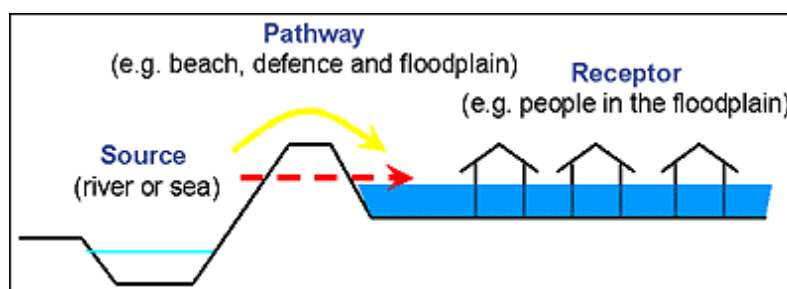 Pathway
(e.g. beach, defence and floodplain)
Receptor
(e.g. people in the floodplain)
Source
(river or sea)